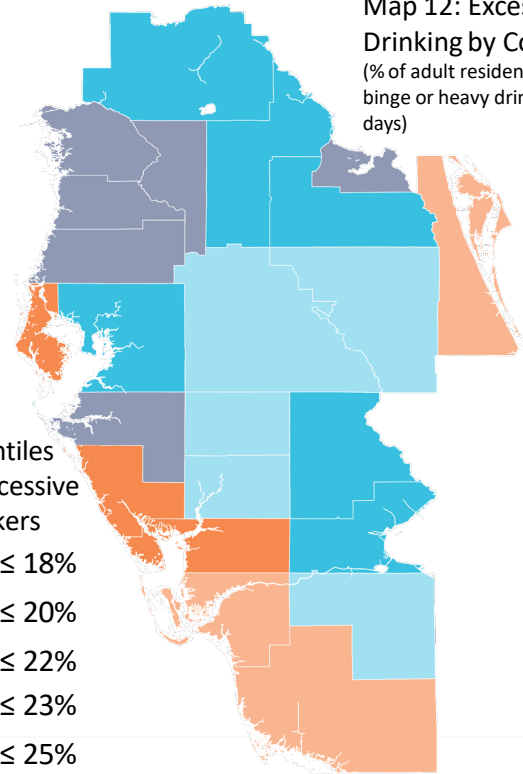 Map 12: Exces
Drinking by Co
(% of adult residen
binge or heavy drin
days)
ntiles
cessive
kers
≤ 18%
≤ 20%
≤ 22%
≤ 23%
≤ 25%